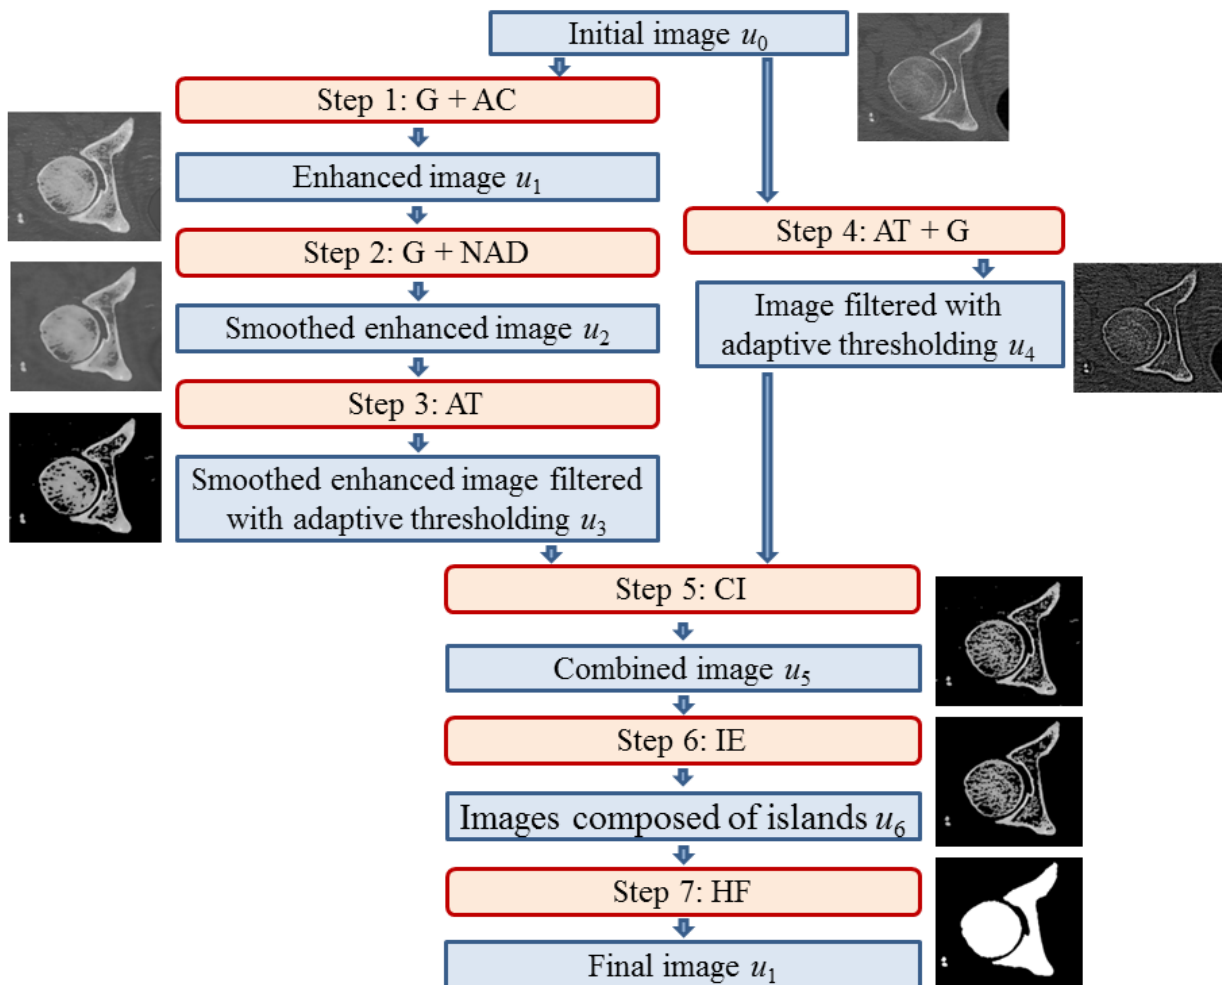 Initial image u0
Step 1: G + AC
Enhanced image u1
Step 2: G + NAD
Smoothed enhanced image u2
Step 3: AT
Smoothed enhanced image filtered
with adaptive thresholding u3
Step 4: AT + G
Image filtered with
adaptive thresholding u4
Step 5: CI
Combined image u5
Step 6: IE
Images composed of islands u6
Step 7: HF
Final image u1